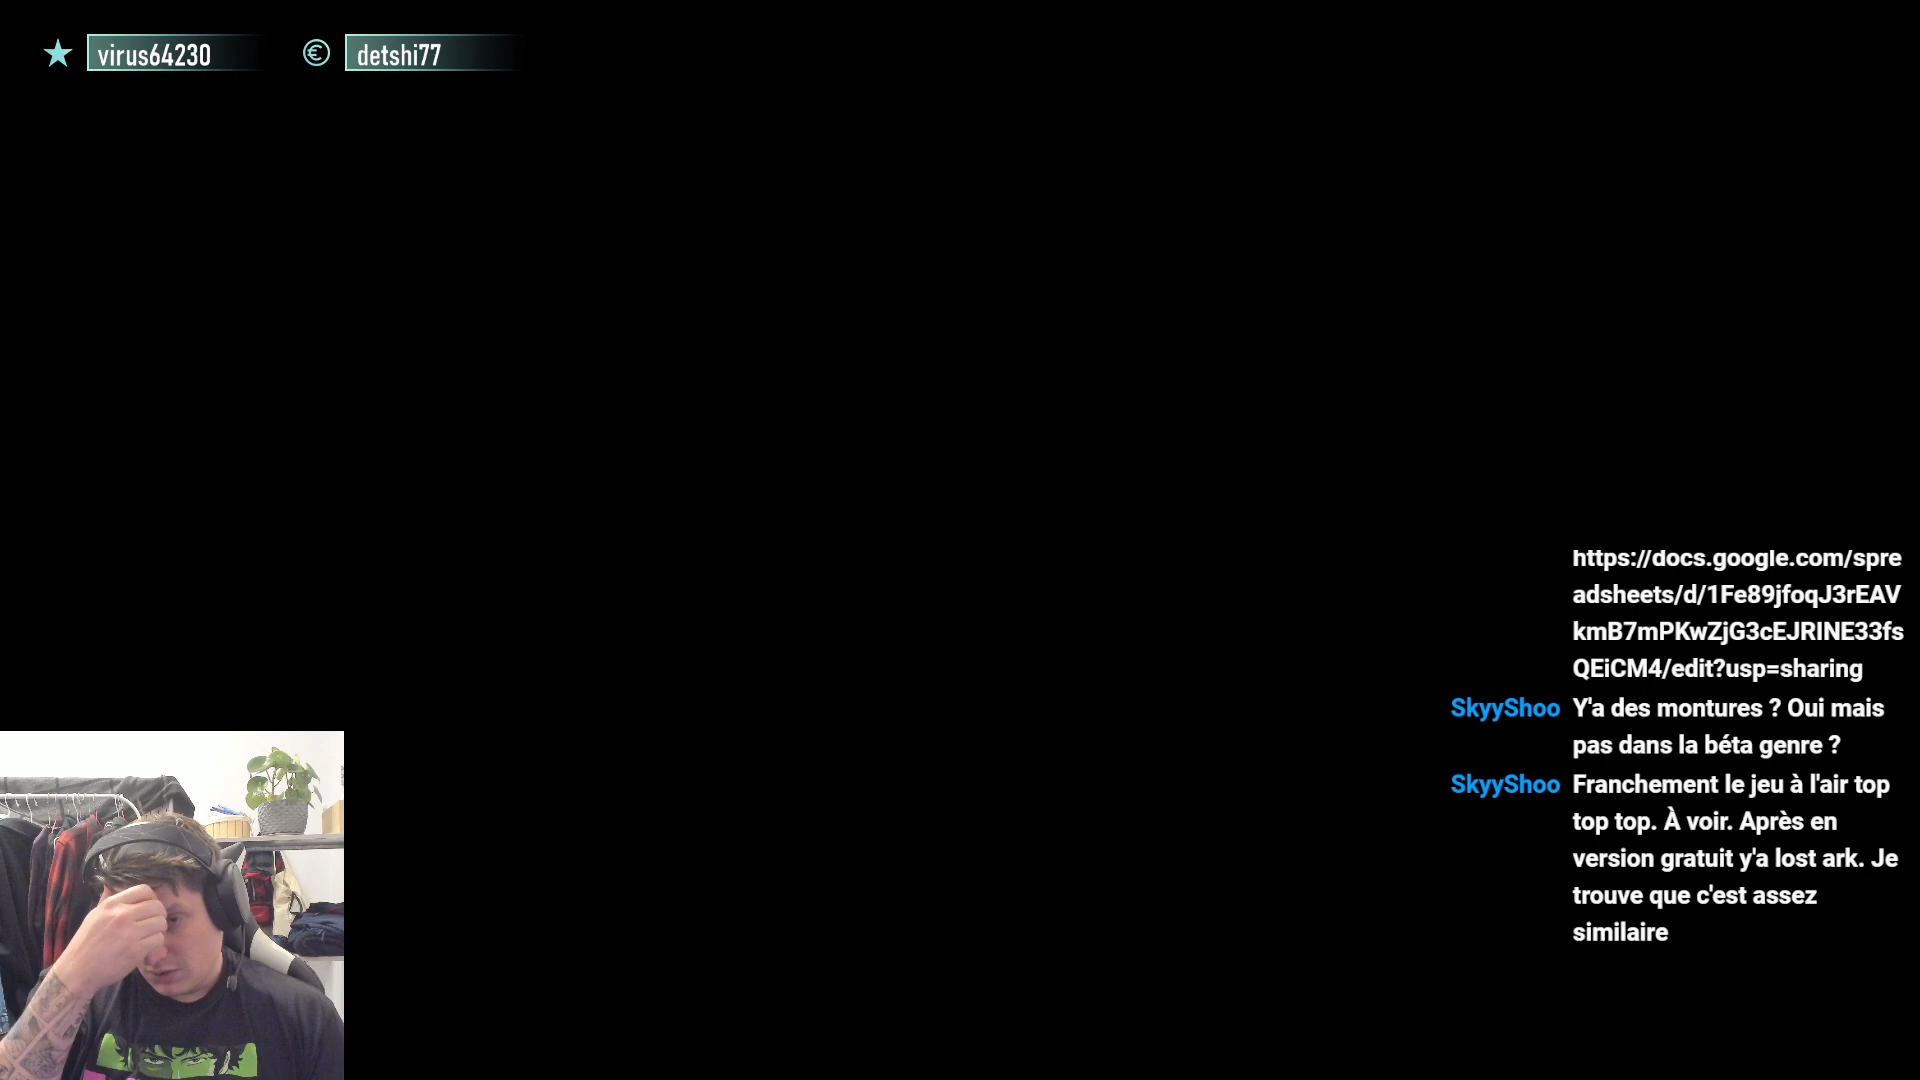 virus64230
detshi77
https://docs.google.com/spre
adsheets/d/1Fe89jfoqJ3rEAV
kmB7mPKwZjG3cEJRINE33fs
QEiCM4/edit?usp=sharing
SkyyShoo Y'a des montures ? Oui mais
pas dans la béta genre ?
SkyyShoo Franchement le jeu à l'air top
top top. À voir. Après en
version gratuit y'a lost ark. Je
trouve que c'est assez
similaire